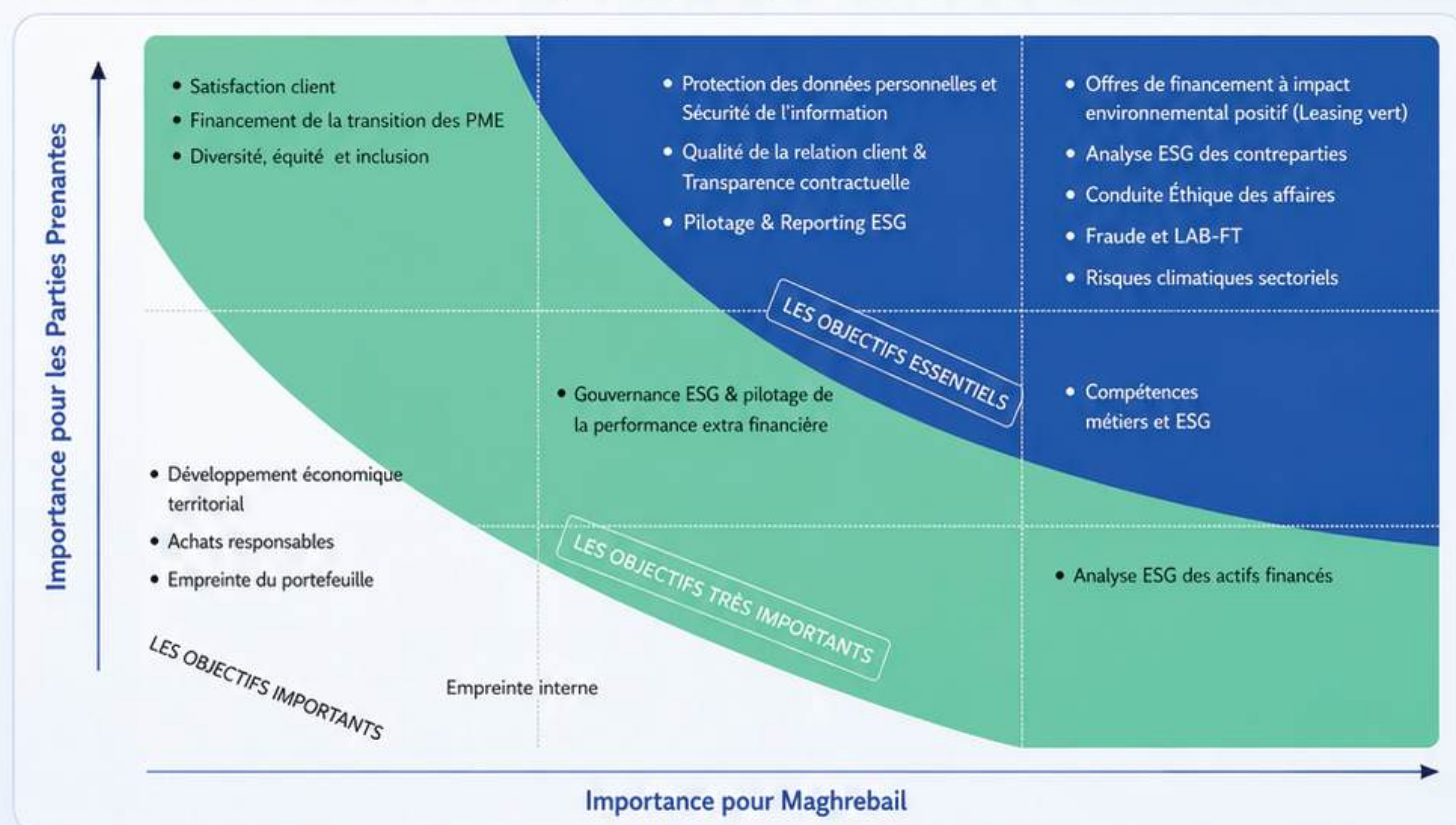 Importance pour les Parties Prenantes
• Satisfaction client
• Financement de la transition des PME
• Diversité, équité et inclusion
• Protection des données personnelles et
Sécurité de l'information
• Qualité de la relation client &
Transparence contractuelle
• Pilotage & Reporting ESG
• Offres de financement à impact
environnemental positif (Leasing vert)
• Analyse ESG des contreparties
• Conduite Éthique des affaires
• Fraude et LAB-FT
• Risques climatiques sectoriels
LES OBJECTIFS ESSENTIELS
• Gouvernance ESG & pilotage de
la performance extra financière
• Compétences
métiers et ESG
• Développement économique
territorial
• Achats responsables
• Empreinte du portefeuille
LES OBJECTIFS TRÈS IMPORTANTS
• Analyse ESG des actifs financés
LES OBJECTIFS IMPORTANTS
Empreinte interne
Importance pour Maghrebail